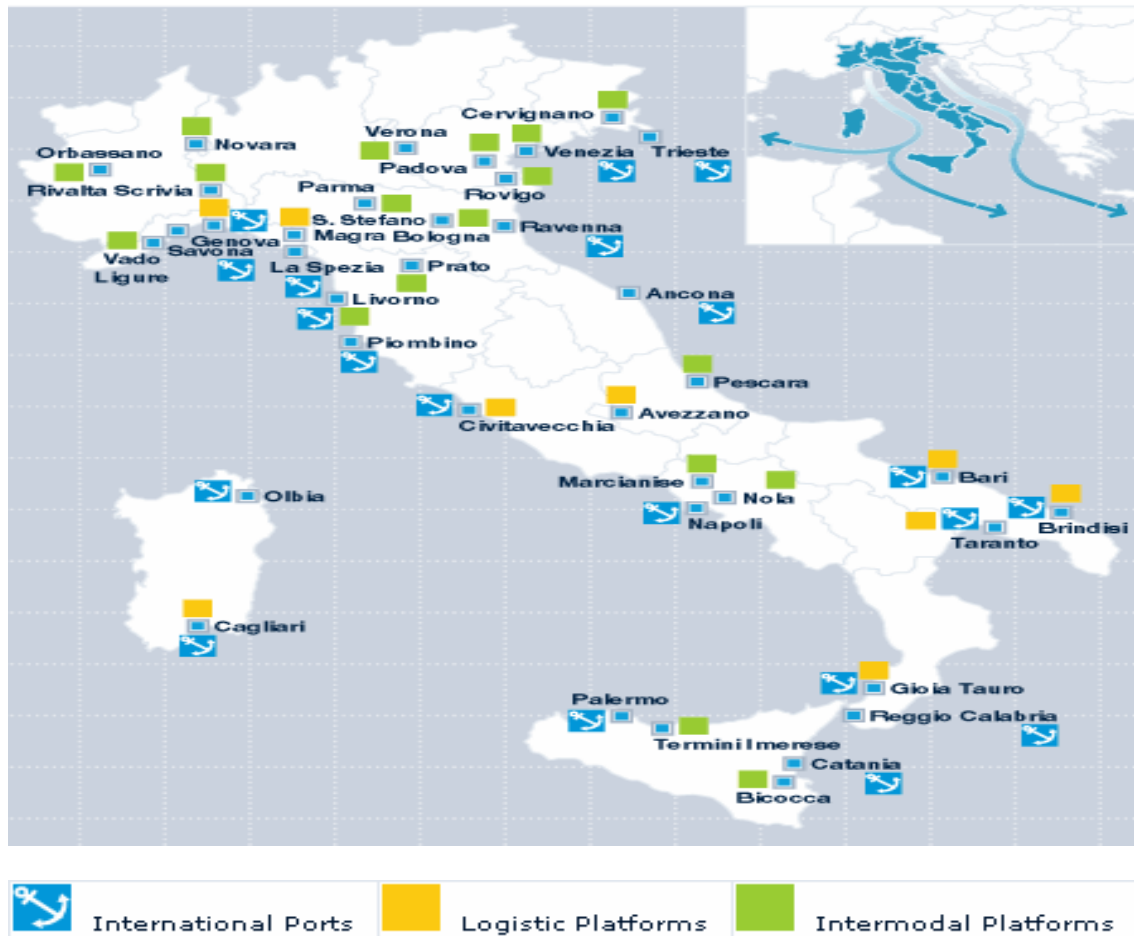 Cervignano
Verona
Novara
Venezia Trieste
Orbassano
Padova
Rivalta Scrivia
Parma
Rovigo
S. Stefano
Magra
Bologna
Ravenna
Genova
Savona
Vado
Ligure
La Spezia
Prato
Livorno
Ancona
Piombino
Pescara
Civitavecchia
Avezzano
Marcianise
Bari
Olbia
Nola
Napoli
Brindisi
Taranto
Cagliari
Gioia Tauro
Palermo
Reggio Calabria
Termini Imerese
Catania
Bicocca
International Ports
Logistic Platforms
Intermodal Platforms